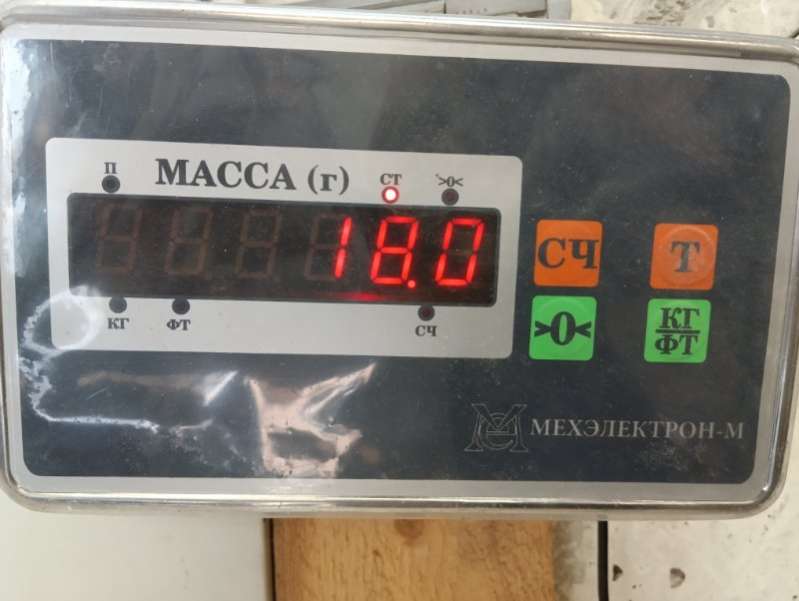 П МАССА (г) СТ >0<
18.0
КГ ФТ СЧ
СЧ Т
>0< КГ/ФТ
МЕХЭЛЕКТРОН-М